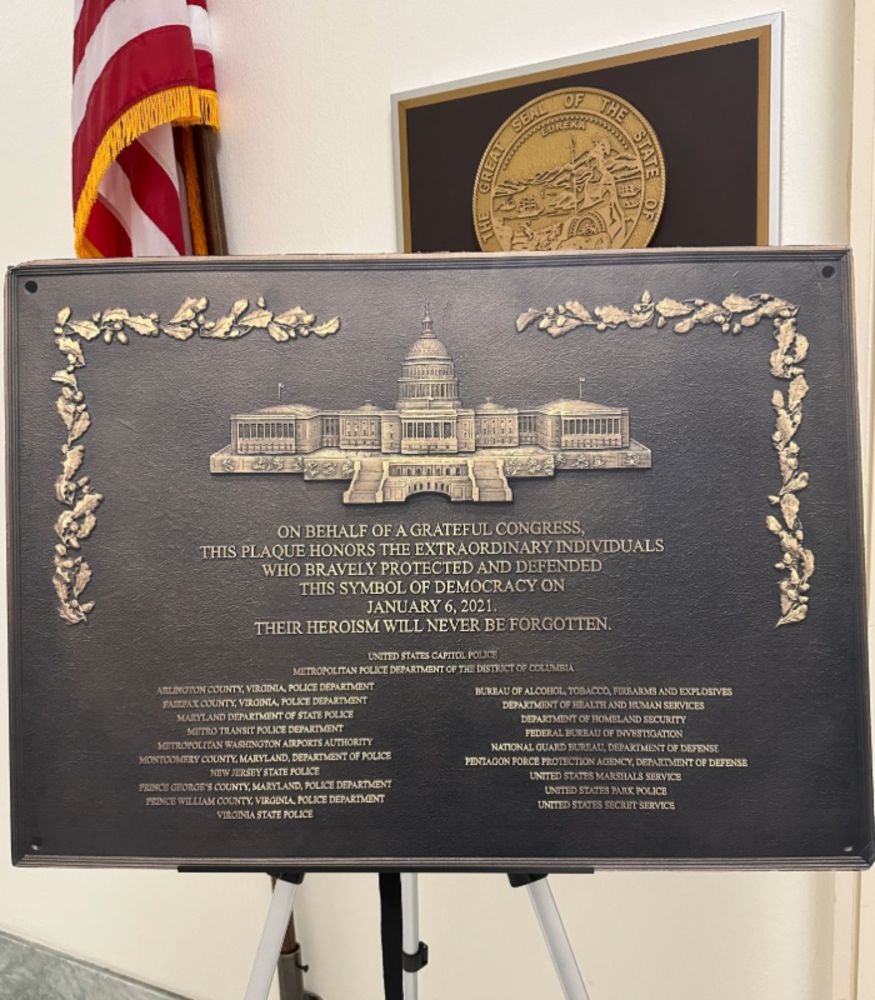 THE GREAT SEAL OF THE STATE OF
EUREKA
ON BEHALF OF A GRATEFUL CONGRESS,
THIS PLAQUE HONORS THE EXTRAORDINARY INDIVIDUALS
WHO BRAVELY PROTECTED AND DEFENDED
THIS SYMBOL OF DEMOCRACY ON
JANUARY 6, 2021.
THEIR HEROISM WILL NEVER BE FORGOTTEN.
UNITED STATES CAPITOL POLICE
METROPOLITAN POLICE DEPARTMENT OF THE DISTRICT OF COLUMBIA
ARLINGTON COUNTY, VIRGINIA, POLICE DEPARTMENT
FAIRFAX COUNTY, VIRGINIA, POLICE DEPARTMENT
MARYLAND DEPARTMENT OF STATE POLICE
METRO TRANSIT POLICE DEPARTMENT
METROPOLITAN WASHINGTON AIRPORTS AUTHORITY
MONTGOMERY COUNTY, MARYLAND, DEPARTMENT OF POLICE
NEW JERSEY STATE POLICE
PRINCE GEORGE'S COUNTY, MARYLAND, POLICE DEPARTMENT
PRINCE WILLIAM COUNTY, VIRGINIA, POLICE DEPARTMENT
VIRGINIA STATE POLICE
BUREAU OF ALCOHOL, TOBACCO, FIREARMS AND EXPLOSIVES
DEPARTMENT OF HEALTH AND HUMAN SERVICES
DEPARTMENT OF HOMELAND SECURITY
FEDERAL BUREAU OF INVESTIGATION
NATIONAL GUARD BUREAU, DEPARTMENT OF DEFENSE
PENTAGON FORCE PROTECTION AGENCY, DEPARTMENT OF DEFENSE
UNITED STATES MARSHALS SERVICE
UNITED STATES PARK POLICE
UNITED STATES SECRET SERVICE